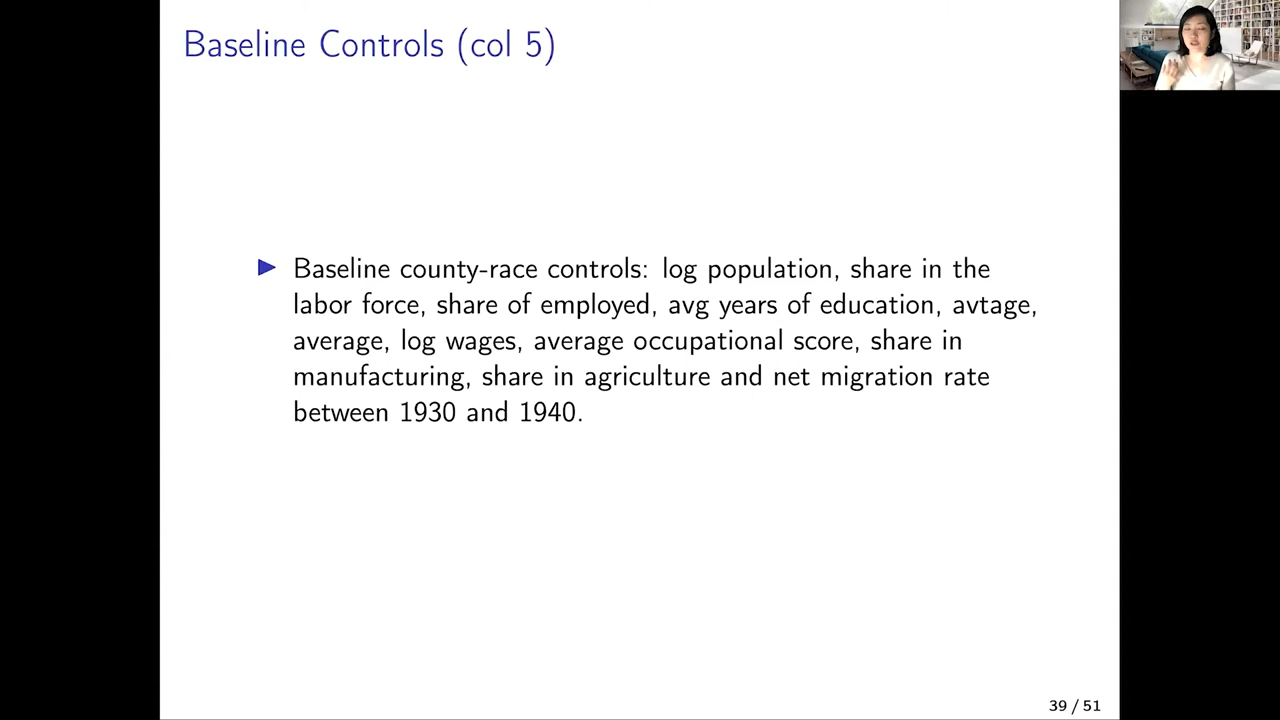 Baseline Controls (col 5)
▶ Baseline county-race controls: log population, share in the
labor force, share of employed, avg years of education, avtage,
average, log wages, average occupational score, share in
manufacturing, share in agriculture and net migration rate
between 1930 and 1940.
39 / 51